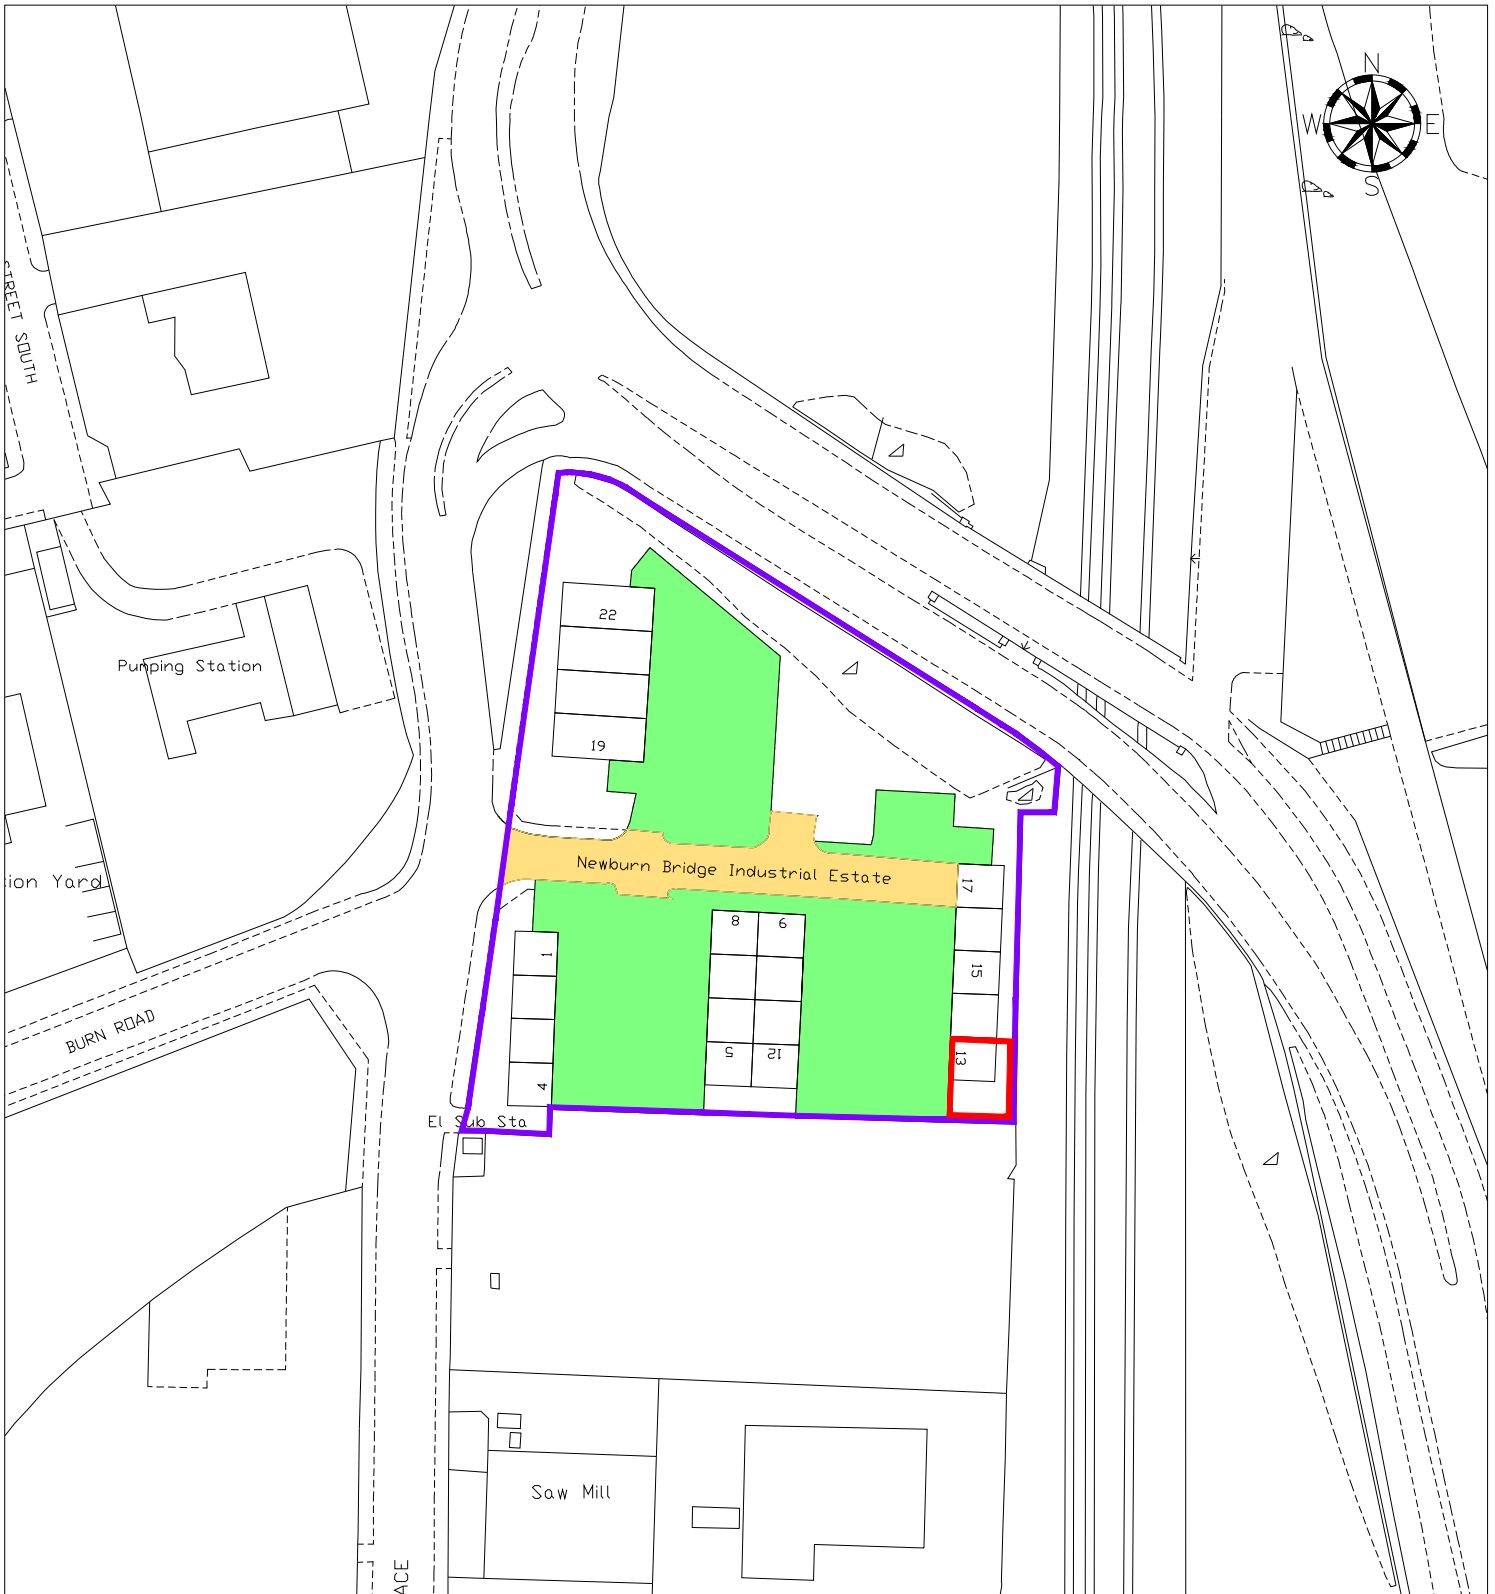 N
W E
S
STREET SOUTH
22
Pumping Station
19
Newburn Bridge Industrial Estate
17
ion Yard
8 9
1
15
BURN ROAD
5 12
13
4
El Sub Sta
Saw Mill
ACE